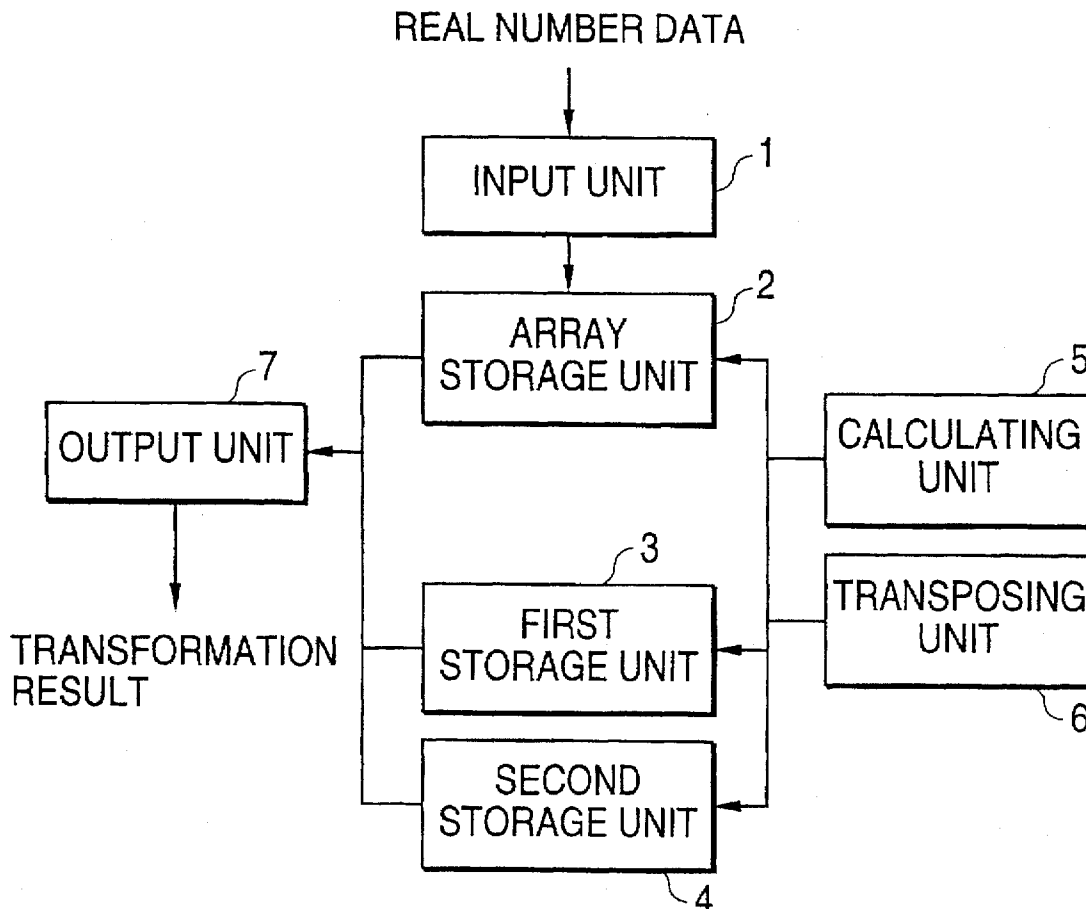 REAL NUMBER DATA
1
INPUT UNIT
2
ARRAY
STORAGE UNIT
7
OUTPUT UNIT
5
CALCULATING
UNIT
3
FIRST
STORAGE UNIT
TRANSPOSING
UNIT
6
TRANSFORMATION
RESULT
SECOND
STORAGE UNIT
4